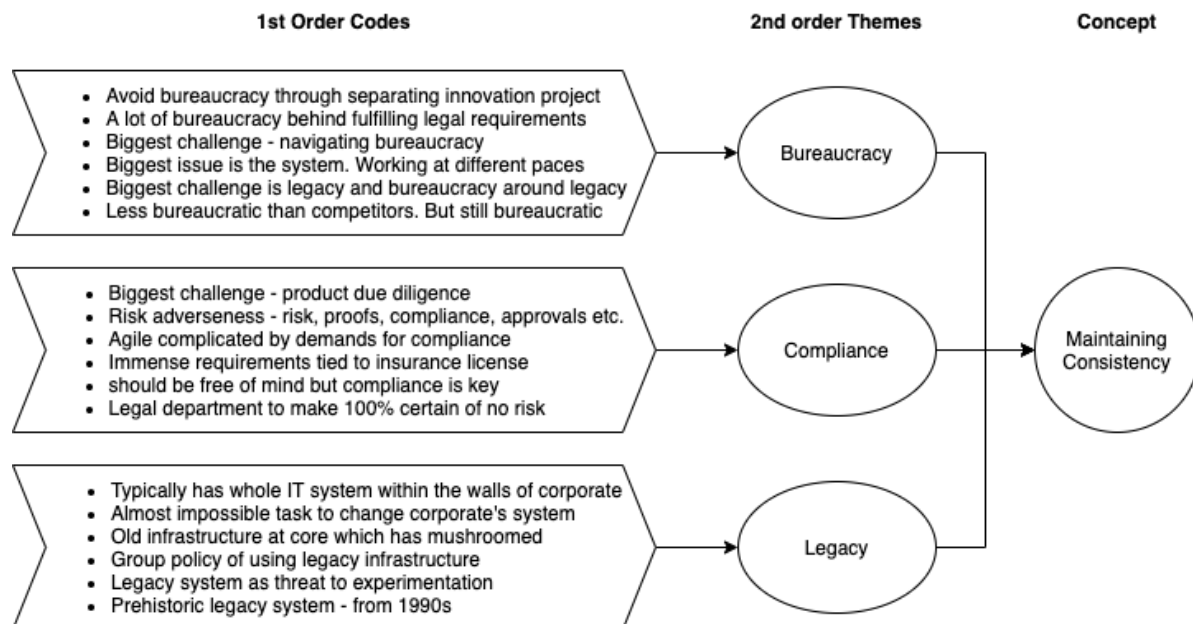 1st Order Codes
2nd order Themes
Concept
• Avoid bureaucracy through separating innovation project
• A lot of bureaucracy behind fulfilling legal requirements
• Biggest challenge - navigating bureaucracy
• Biggest issue is the system. Working at different paces
• Biggest challenge is legacy and bureaucracy around legacy
• Less bureaucratic than competitors. But still bureaucratic
Bureaucracy
• Biggest challenge - product due diligence
• Risk adverseness - risk, proofs, compliance, approvals etc.
• Agile complicated by demands for compliance
• Immense requirements tied to insurance license
• should be free of mind but compliance is key
• Legal department to make 100% certain of no risk
Compliance
Maintaining
Consistency
• Typically has whole IT system within the walls of corporate
• Almost impossible task to change corporate's system
• Old infrastructure at core which has mushroomed
• Group policy of using legacy infrastructure
• Legacy system as threat to experimentation
• Prehistoric legacy system - from 1990s
Legacy